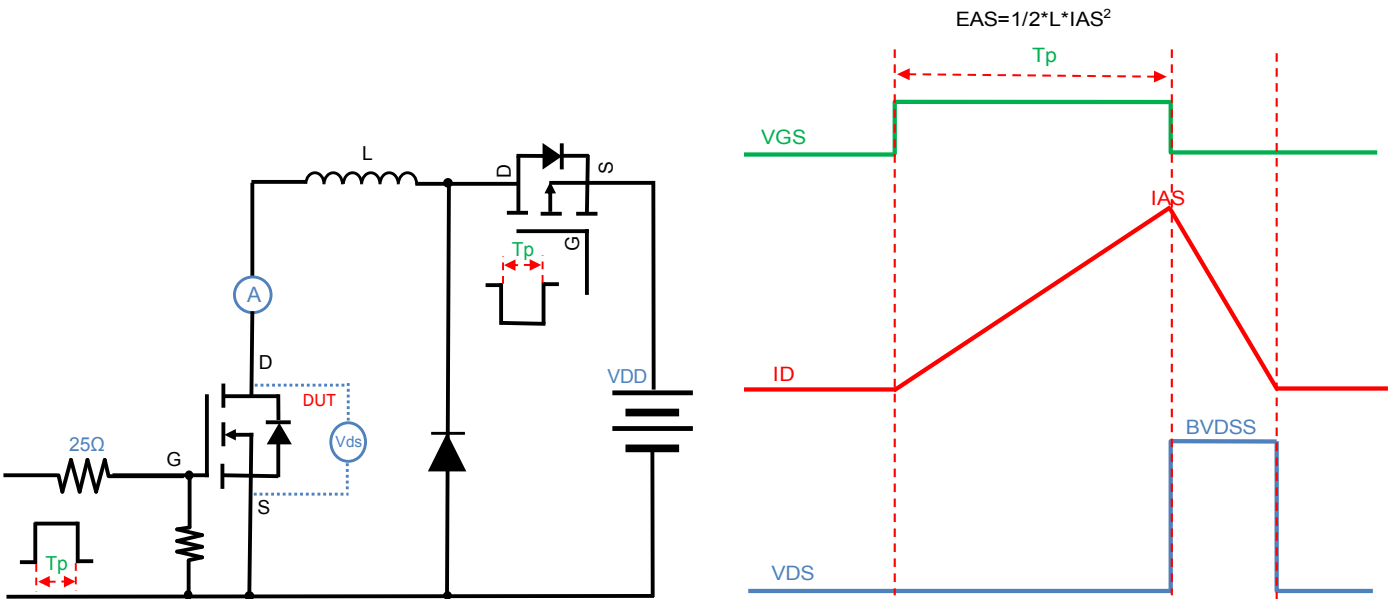 EAS=1/2*L*IAS²
Tp
VGS
IAS
ID
BVDSS
VDS
L
D
S
G
Tp
A
D
DUT
Vds
VDD
25Ω
G
S
Tp